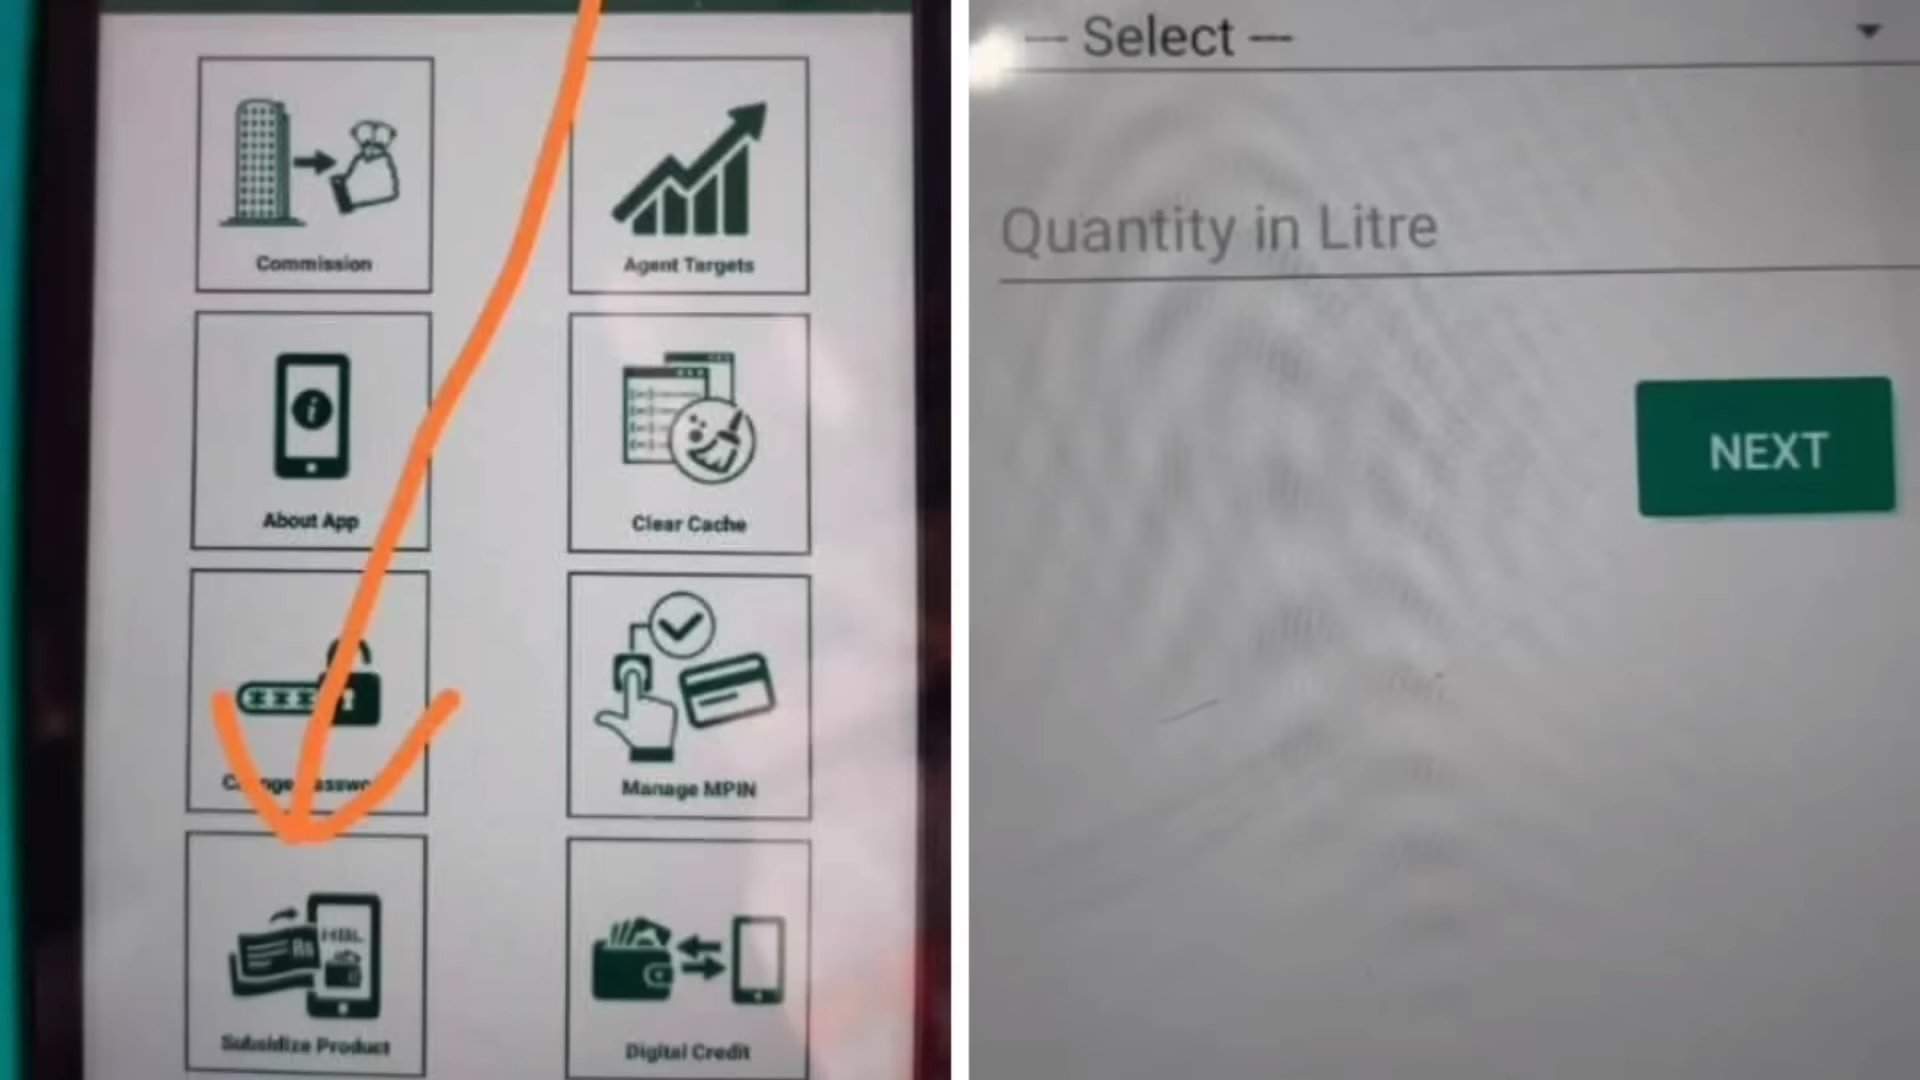 Commission
Agent Targets
About App
Clear Cache
Manage MPIN
Rs
HBL
Subsidize Product
Digital Credit
--- Select ---
Quantity in Litre
NEXT